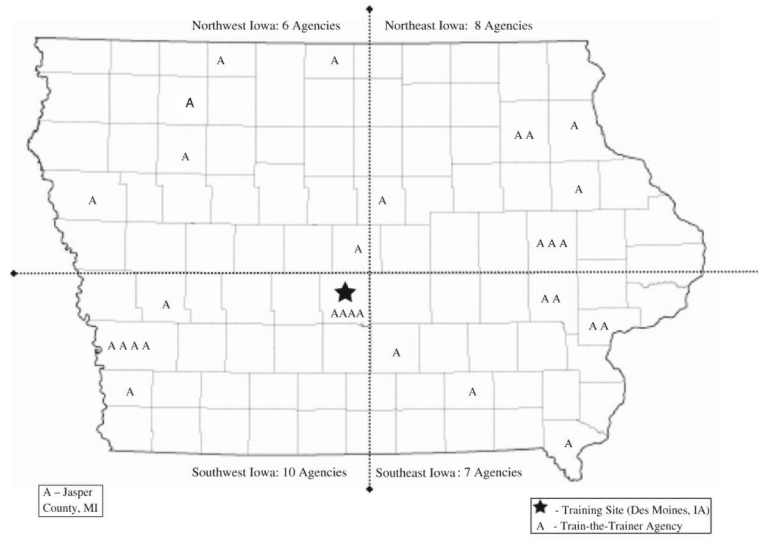 Northwest Iowa: 6 Agencies Northeast Iowa: 8 Agencies
A A
A
A A A
A
A A A
A
A A A
A A A
AAAA
A A
A A A A A
A A A
A
Southwest Iowa: 10 Agencies Southeast Iowa: 7 Agencies
A – Jasper
County, MI
- Training Site (Des Moines, IA)
A - Train-the-Trainer Agency